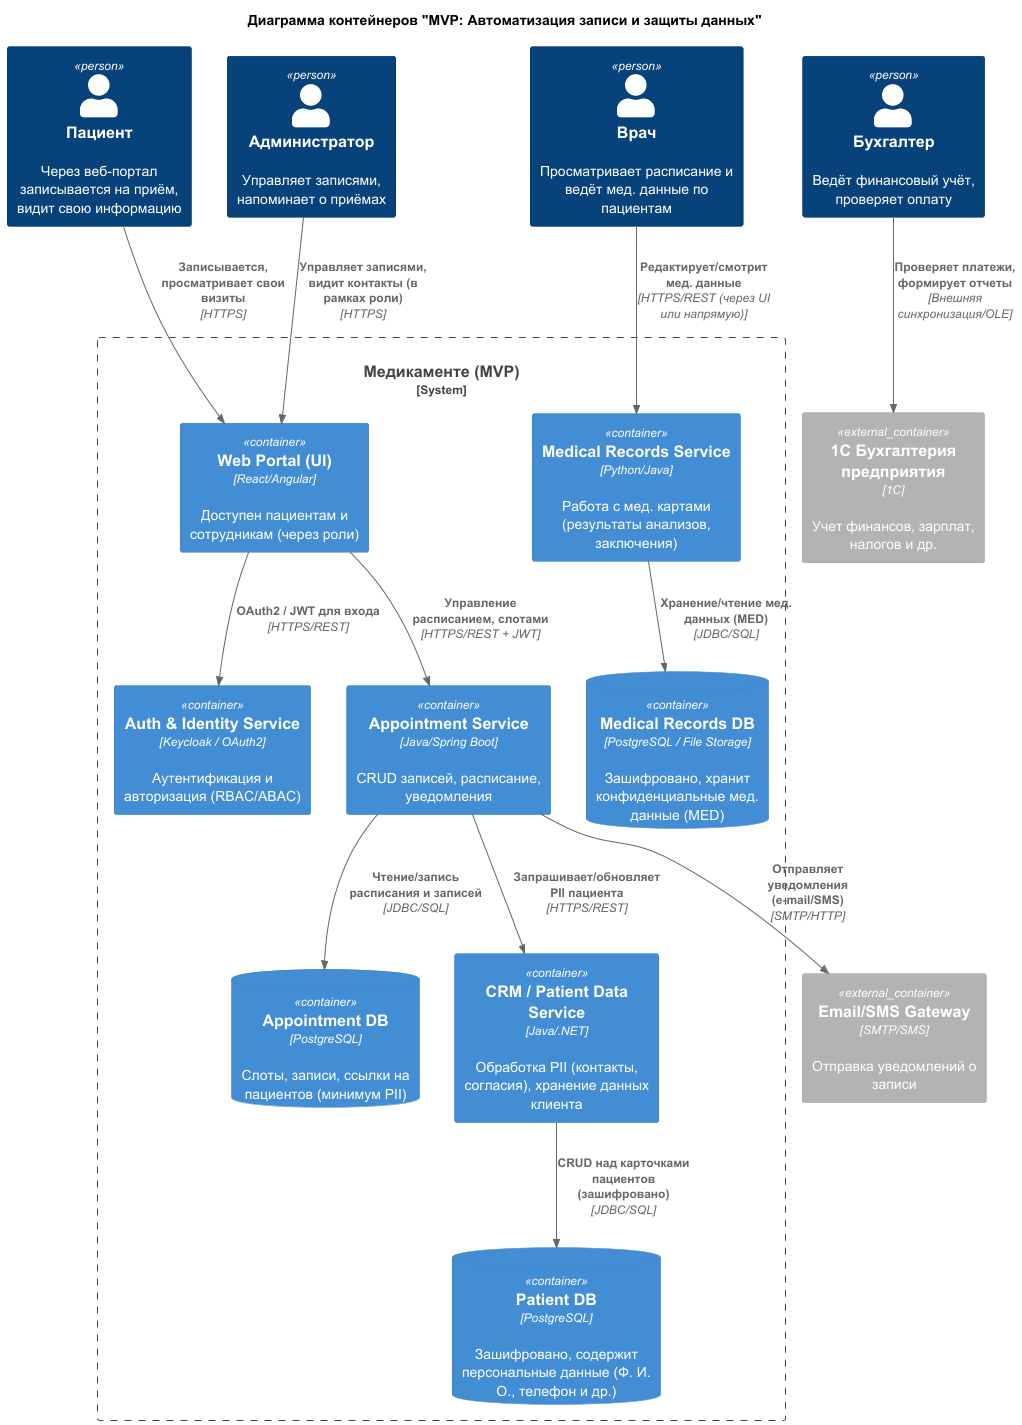 Диаграмма контейнеров "MVP: Автоматизация записи и защиты данных"
«person»
Пациент
Через веб-портал
записывается на приём,
видит свою информацию
«person»
Администратор
Управляет записями,
напоминает о приёмах
«person»
Врач
Просматривает расписание и
ведёт мед. данные по
пациентам
«person»
Бухгалтер
Ведёт финансовый учёт,
проверяет оплату
Записывается,
просматривает свои
визиты
[HTTPS]
Управляет записями,
видит контакты (в
рамках роли)
[HTTPS]
Редактирует/смотрит
мед. данные
[HTTPS/REST (через UI
или напрямую)]
Проверяет платежи,
формирует отчеты
[Внешняя
синхронизация/OLE]
Медикаменте (MVP)
[System]
«container»
Web Portal (UI)
[React/Angular]
Доступен пациентам и
сотрудникам (через роли)
«container»
Medical Records Service
[Python/Java]
Работа с мед. картами
(результаты анализов,
заключения)
«external_container»
1С Бухгалтерия
предприятия
[1C]
Учет финансов, зарплат,
налогов и др.
OAuth2 / JWT для входа
[HTTPS/REST]
Управление
расписанием, слотами
[HTTPS/REST + JWT]
Хранение/чтение мед.
данных (MED)
[JDBC/SQL]
«container»
Auth & Identity Service
[Keycloak / OAuth2]
Аутентификация и
авторизация (RBAC/ABAC)
«container»
Appointment Service
[Java/Spring Boot]
CRUD записей, расписание,
уведомления
«container»
Medical Records DB
[PostgreSQL / File Storage]
Зашифровано, хранит
конфиденциальные мед.
данные (MED)
Чтение/запись
расписания и записей
[JDBC/SQL]
Запрашивает/обновляет
PII пациента
[HTTPS/REST]
Отправляет
уведомления
(e-mail/SMS)
[SMTP/HTTP]
«container»
Appointment DB
[PostgreSQL]
Слоты, записи, ссылки на
пациентов (минимум PII)
«container»
CRM / Patient Data
Service
[Java/.NET]
Обработка PII (контакты,
согласия), хранение данных
клиента
«external_container»
Email/SMS Gateway
[SMTP/SMS]
Отправка уведомлений о
записи
CRUD над карточками
пациентов
(зашифровано)
[JDBC/SQL]
«container»
Patient DB
[PostgreSQL]
Зашифровано, содержит
персональные данные (Ф. И.
О., телефон и др.)